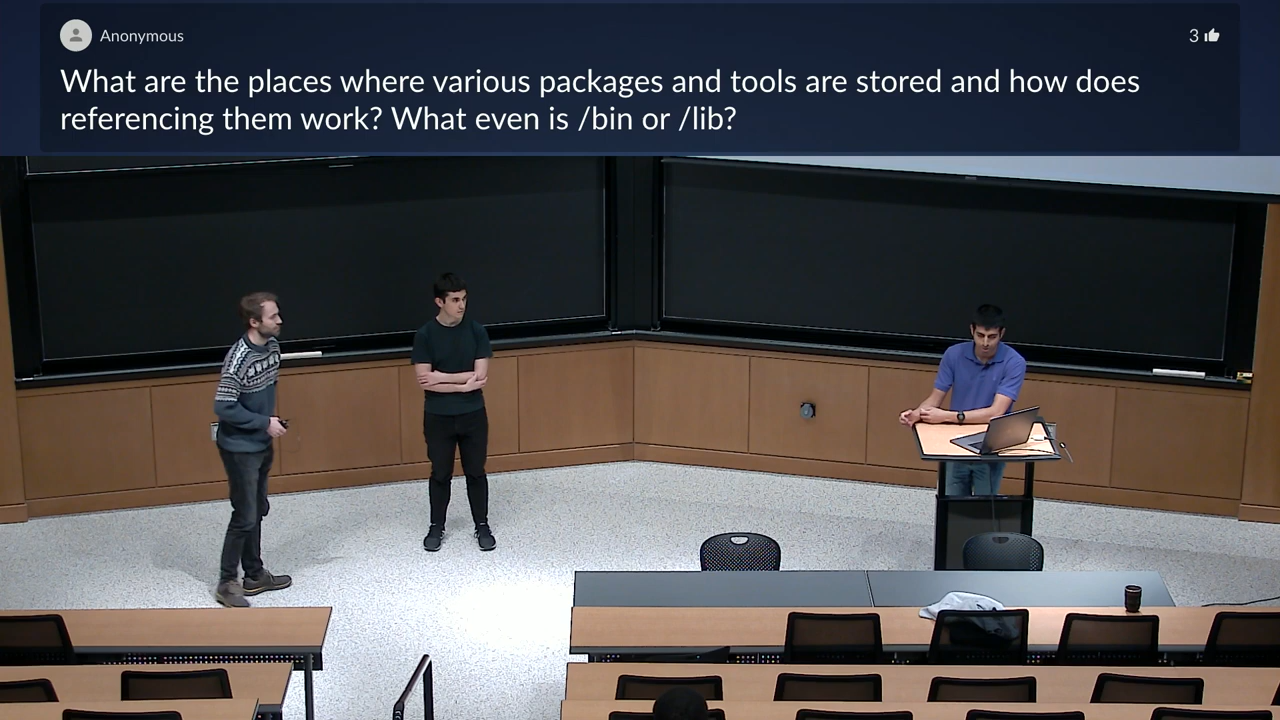 Anonymous
3
What are the places where various packages and tools are stored and how does
referencing them work? What even is /bin or /lib?